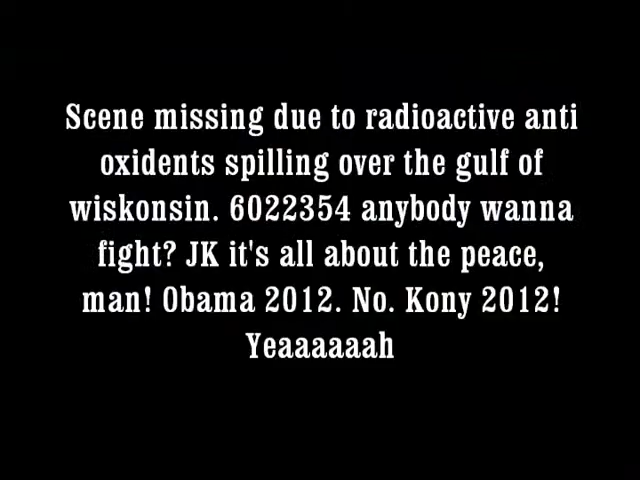 Scene missing due to radioactive anti
oxidents spilling over the gulf of
wiskonsin. 6022354 anybody wanna
fight? JK it's all about the peace,
man! Obama 2012. No. Kony 2012!
Yeaaaaaah